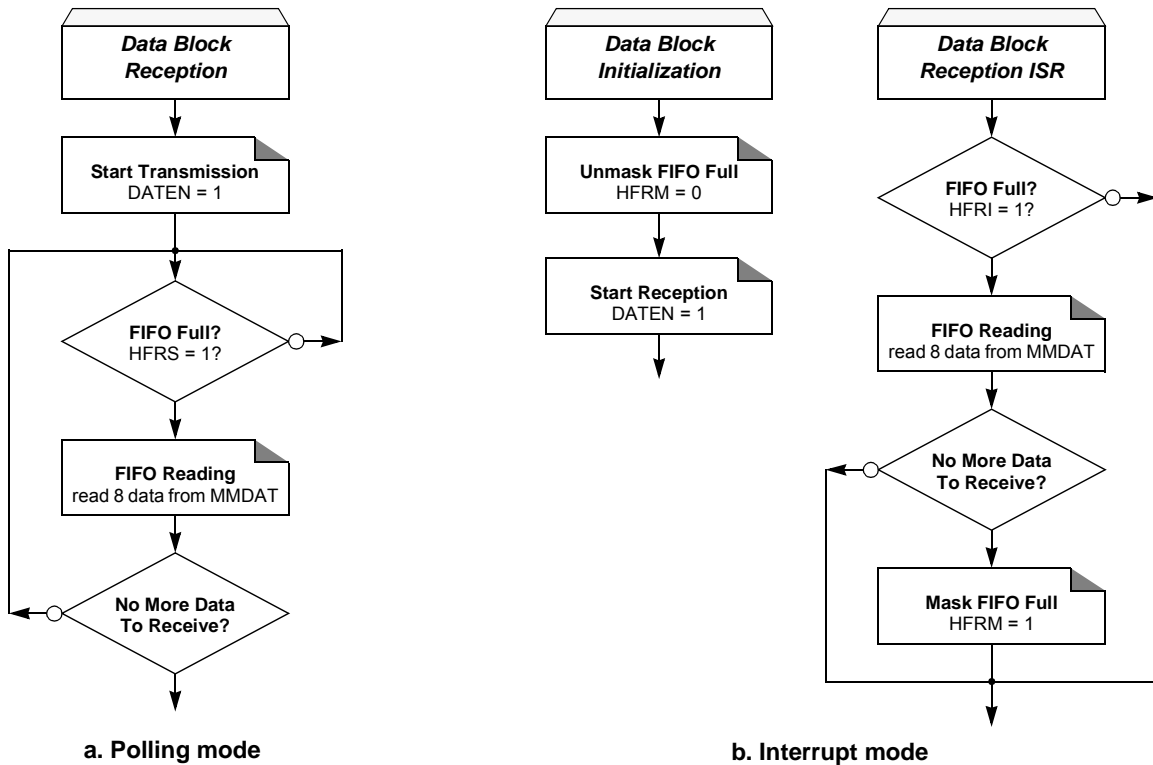 Data Block
Reception
Start Transmission
DATEN = 1
FIFO Full?
HFRS = 1?
FIFO Reading
read 8 data from MMDAT
No More Data
To Receive?
a. Polling mode
Data Block
Initialization
Unmask FIFO Full
HFRM = 0
Start Reception
DATEN = 1
Data Block
Reception ISR
FIFO Full?
HFRI = 1?
FIFO Reading
read 8 data from MMDAT
No More Data
To Receive?
Mask FIFO Full
HFRM = 1
b. Interrupt mode